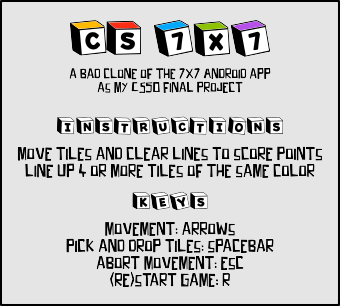 CS 7X7
A BAD CLONE OF THE 7X7 ANDROID APP
AS MY CS50 FINAL PROJECT
INSTRUCTIONS
MOVE TILES AND CLEAR LINES TO SCORE POINTS
LINE UP 4 OR MORE TILES OF THE SAME COLOR
KEYS
MOVEMENT: ARROWS
PICK AND DROP TILES: SPACEBAR
ABORT MOVEMENT: ESC
(RE)START GAME: R